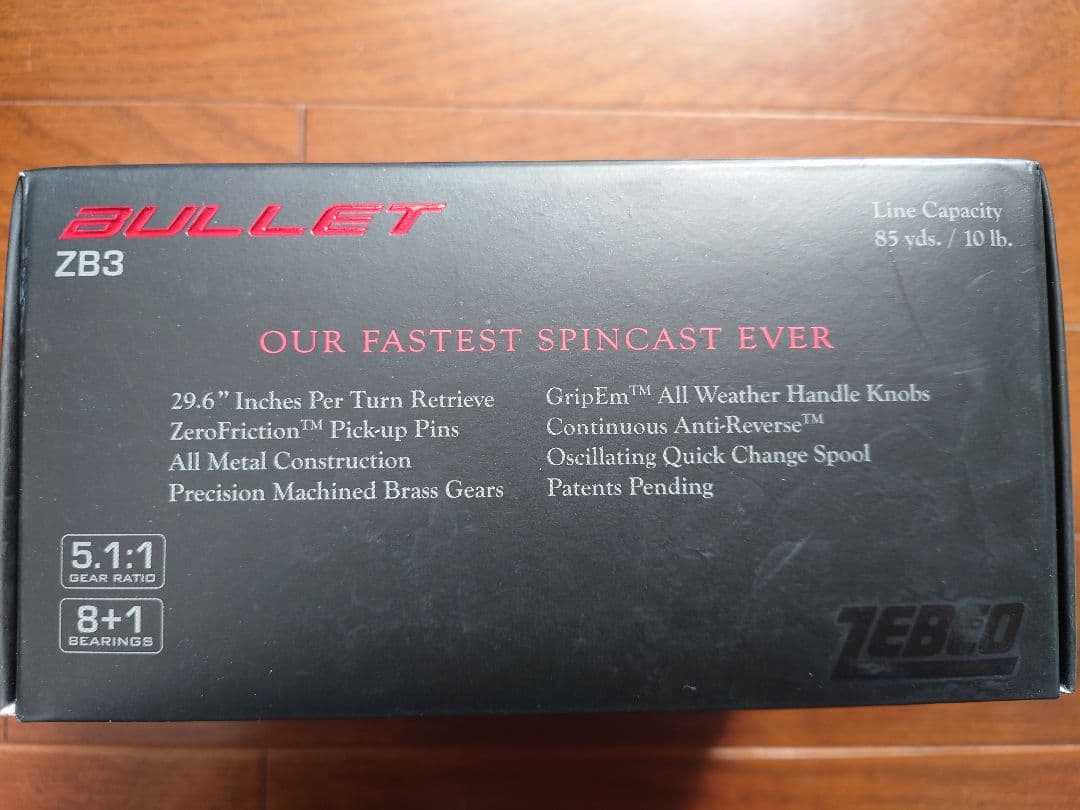 BULLET
ZB3
Line Capacity
85 yds. / 10 lb.
OUR FASTEST SPINCAST EVER
29.6" Inches Per Turn Retrieve
ZeroFriction™ Pick-up Pins
All Metal Construction
Precision Machined Brass Gears
GripEm™ All Weather Handle Knobs
Continuous Anti-Reverse™
Oscillating Quick Change Spool
Patents Pending
5.1:1
GEAR RATIO
8+1
BEARINGS
ZEBCO